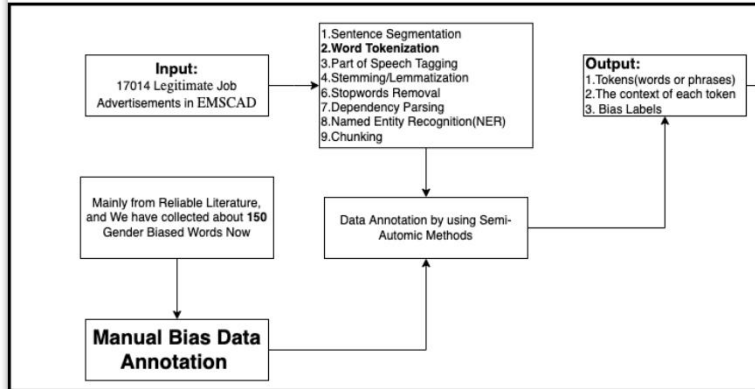 Input:
17014 Legitimate Job
Advertisements in EMSCAD
1.Sentence Segmentation
2.Word Tokenization
3.Part of Speech Tagging
4.Stemming/Lemmatization
6.Stopwords Removal
7.Dependency Parsing
8.Named Entity Recognition(NER)
9.Chunking
Output:
1.Tokens(words or phrases)
2.The context of each token
3. Bias Labels
Mainly from Reliable Literature,
and We have collected about 150
Gender Biased Words Now
Data Annotation by using Semi-
Automic Methods
Manual Bias Data
Annotation